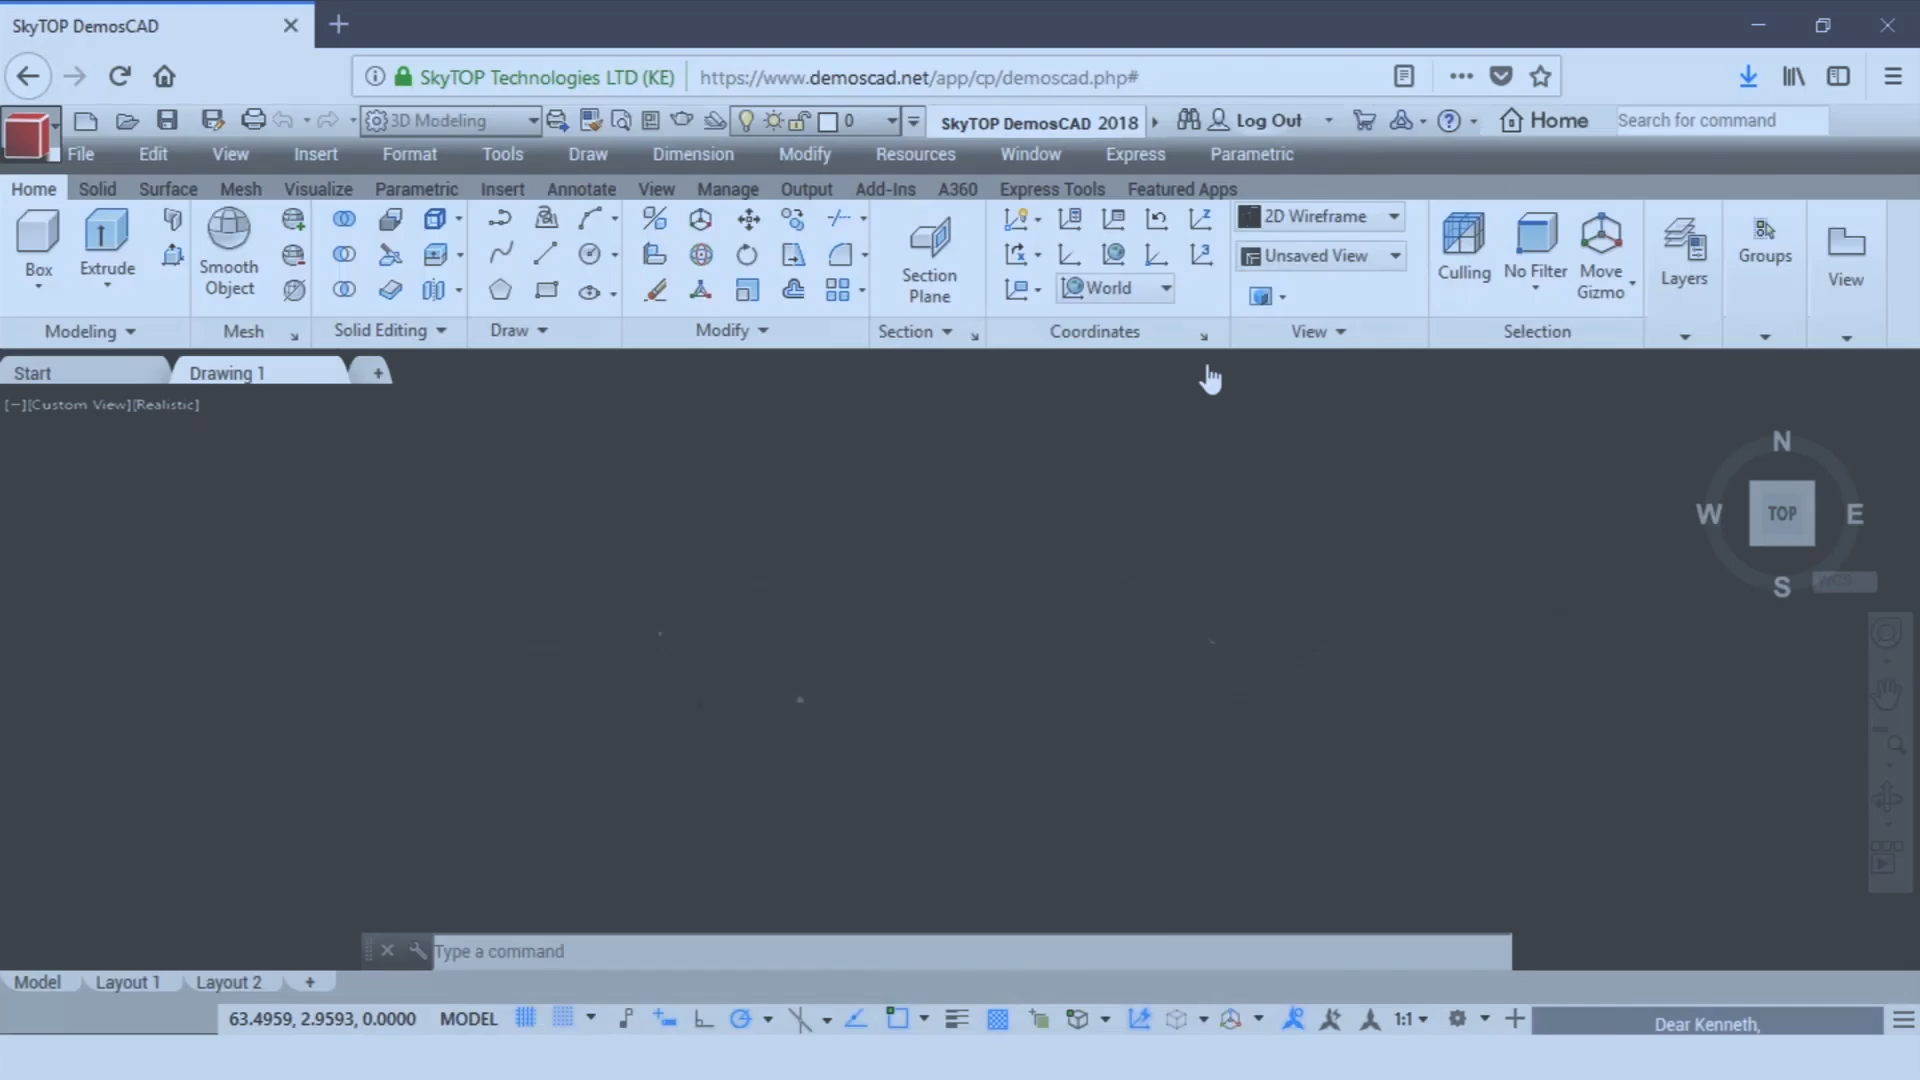 SkyTOP DemosCAD
SkyTOP Technologies LTD (KE) https://www.demoscad.net/app/cp/demoscad.php#
3D Modeling 0 SkyTOP DemosCAD 2018 Log Out Home Search for command
File Edit View Insert Format Tools Draw Dimension Modify Resources Window Express Parametric
Home Solid Surface Mesh Visualize Parametric Insert Annotate View Manage Output Add-Ins A360 Express Tools Featured Apps
2D Wireframe
Unsaved View
Box Extrude Smooth Object Section Plane World Culling No Filter Move Gizmo Layers Groups View
Modeling Mesh Solid Editing Draw Modify Section Coordinates View Selection
Start Drawing 1 +
[−][Custom View][Realistic]
N
W TOP E
S
WCS
Type a command
Model Layout 1 Layout 2 +
63.4959, 2.9593, 0.0000 MODEL 1:1 Dear Kenneth,